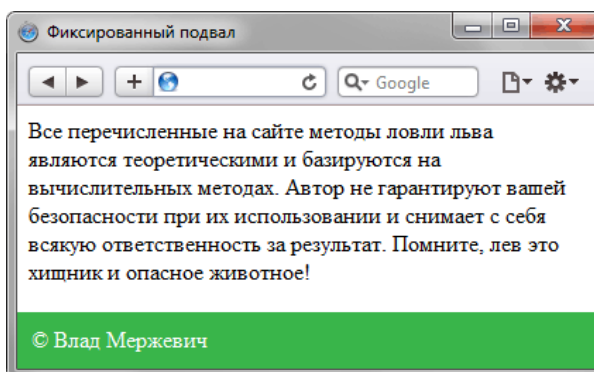 Фиксированный подвал
Google
Все перечисленные на сайте методы ловли льва
являются теоретическими и базируются на
вычислительных методах. Автор не гарантируют вашей
безопасности при их использовании и снимает с себя
всякую ответственность за результат. Помните, лев это
хищник и опасное животное!
© Влад Мержевич